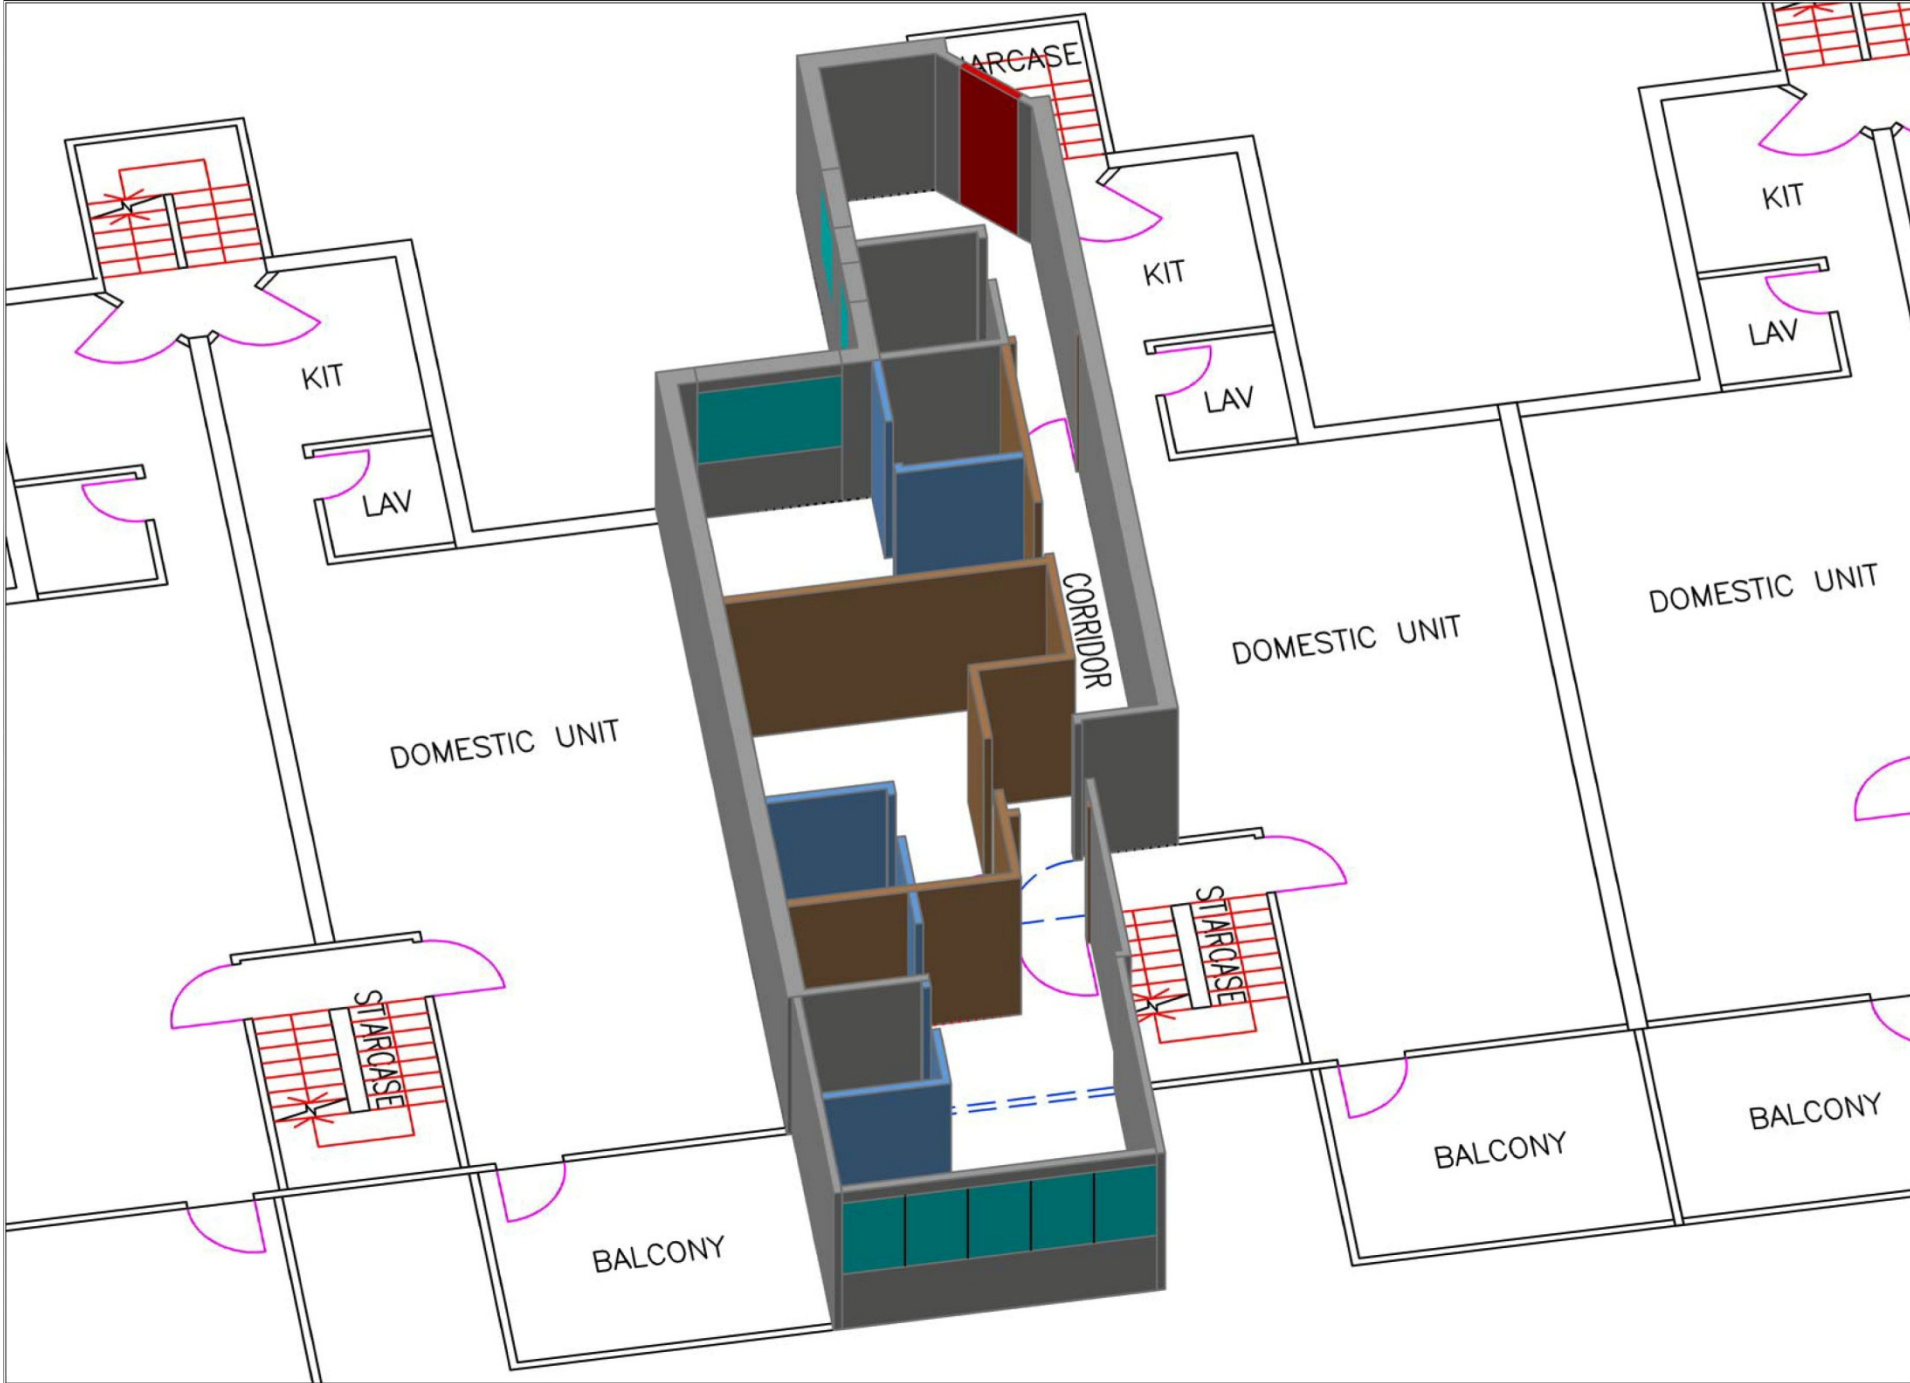 ARCASE
KIT
KIT
KIT
LAV
LAV
LAV
DOMESTIC UNIT
CORRIDOR
DOMESTIC UNIT
DOMESTIC UNIT
STARCASE
STARCASE
BALCONY
BALCONY
BALCONY